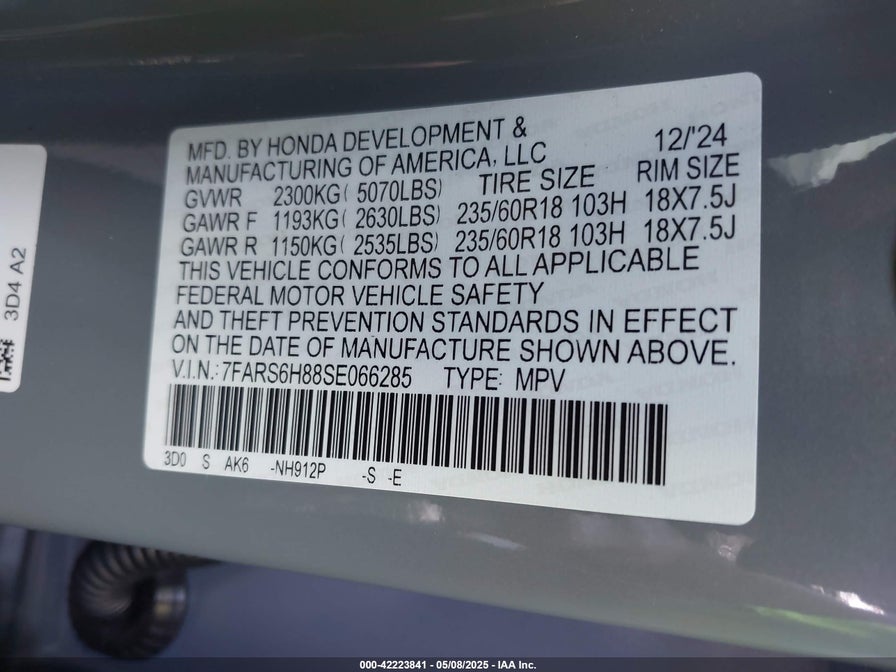 MFD. BY HONDA DEVELOPMENT &
MANUFACTURING OF AMERICA, LLC 12/'24
GVWR 2300KG( 5070LBS) TIRE SIZE RIM SIZE
GAWR F 1193KG( 2630LBS) 235/60R18 103H 18X7.5J
GAWR R 1150KG( 2535LBS) 235/60R18 103H 18X7.5J
THIS VEHICLE CONFORMS TO ALL APPLICABLE
FEDERAL MOTOR VEHICLE SAFETY
AND THEFT PREVENTION STANDARDS IN EFFECT
ON THE DATE OF MANUFACTURE SHOWN ABOVE.
V.I.N.:7FARS6H88SE066285 TYPE: MPV
3D0 S AK6 -NH912P -S -E
3D4 A2
000-42223841 - 05/08/2025 - IAA Inc.